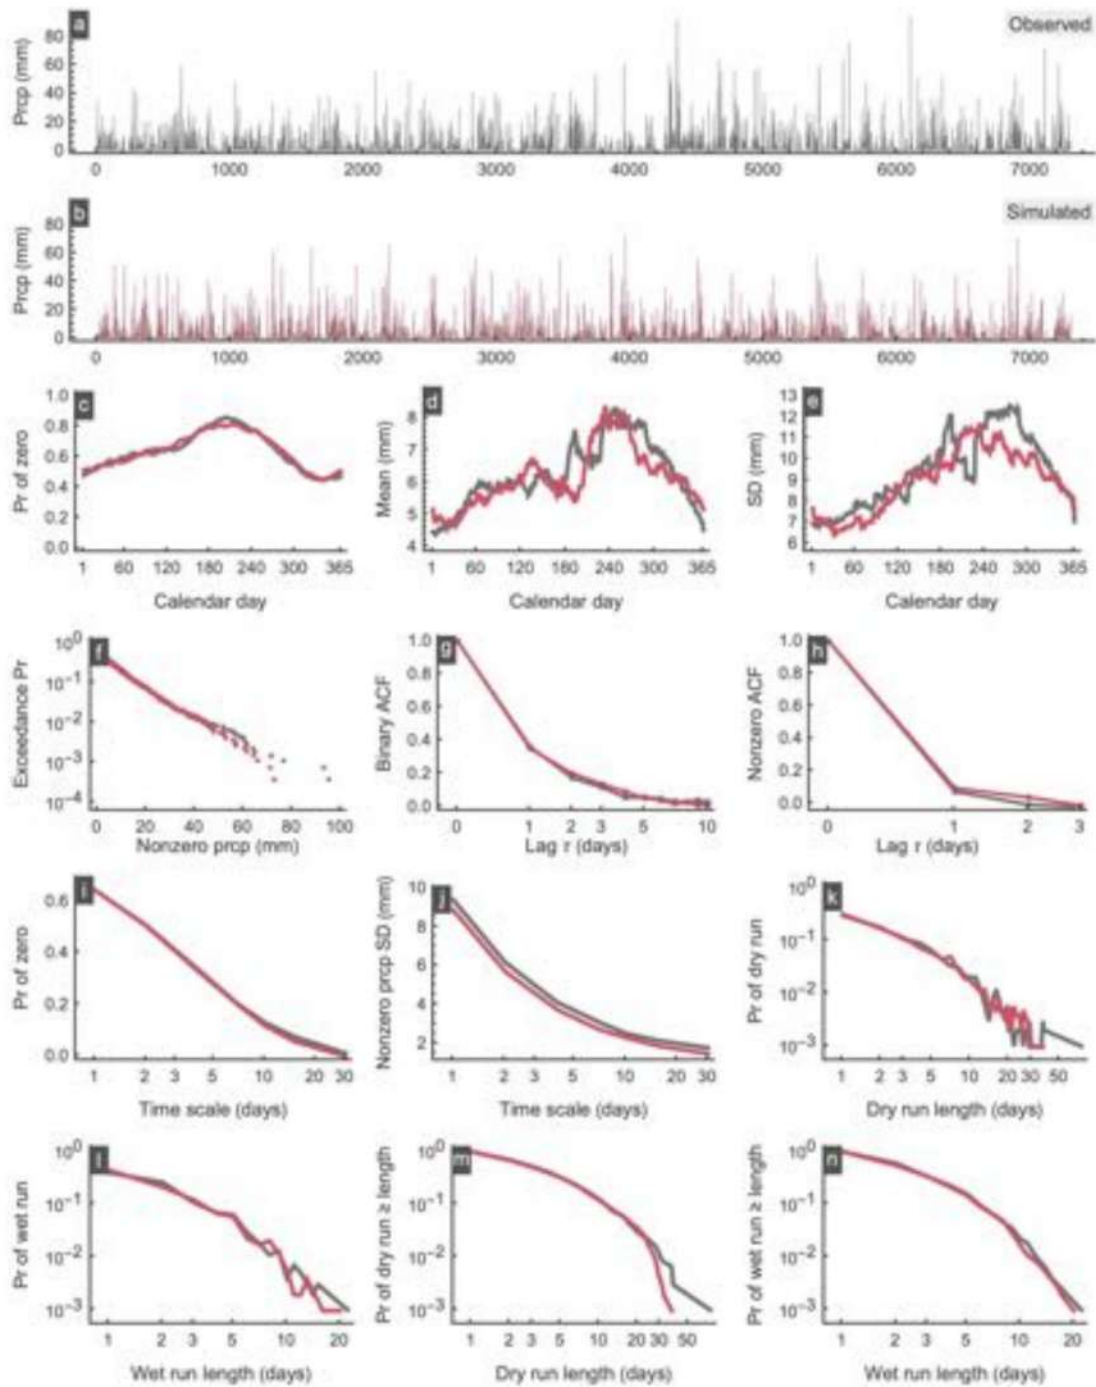 a
Observed
Prcp (mm)
80
60
40
20
0
0 1000 2000 3000 4000 5000 6000 7000
b
Simulated
Prcp (mm)
80
60
40
20
0
0 1000 2000 3000 4000 5000 6000 7000
c
Pr of zero
1.0
0.8
0.6
0.4
0.2
0.0
1 60 120 180 240 300 365
Calendar day
d
Mean (mm)
8
7
6
5
4
1 60 120 180 240 300 365
Calendar day
e
SD (mm)
13
12
11
10
9
8
7
6
1 60 120 180 240 300 365
Calendar day
f
Exceedance Pr
10^0
10^-1
10^-2
10^-3
10^-4
0 20 40 60 80 100
Nonzero prcp (mm)
g
Binary ACF
1.0
0.8
0.6
0.4
0.2
0.0
0 1 2 3 5 10
Lag τ (days)
h
Nonzero ACF
1.0
0.8
0.6
0.4
0.2
0.0
0 1 2 3
Lag τ (days)
i
Pr of zero
0.6
0.4
0.2
0.0
1 2 3 5 10 20 30
Time scale (days)
j
Nonzero prcp SD (mm)
10
8
6
4
2
1 2 3 5 10 20 30
Time scale (days)
k
Pr of dry run
10^0
10^-1
10^-2
10^-3
1 2 3 5 10 20 30 50
Dry run length (days)
l
Pr of wet run
10^0
10^-1
10^-2
10^-3
1 2 3 5 10 20
Wet run length (days)
m
Pr of dry run ≥ length
10^0
10^-1
10^-2
10^-3
1 2 3 5 10 20 30 50
Dry run length (days)
n
Pr of wet run ≥ length
10^0
10^-1
10^-2
10^-3
1 2 3 5 10 20
Wet run length (days)